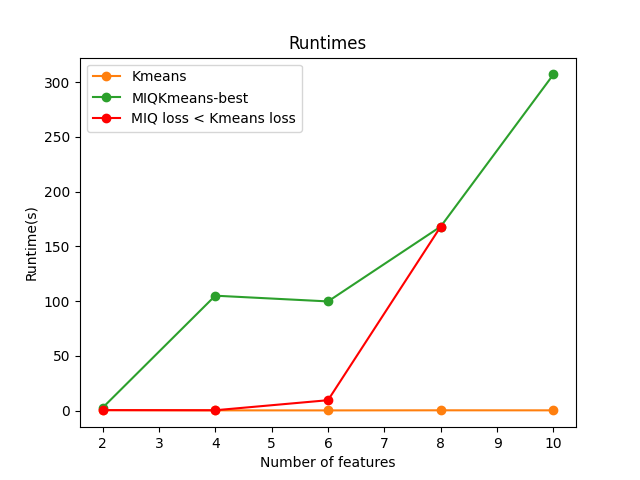 Runtimes
Kmeans
MIQKmeans-best
MIQ loss < Kmeans loss
Runtime(s)
300
250
200
150
100
50
0
2 3 4 5 6 7 8 9 10
Number of features